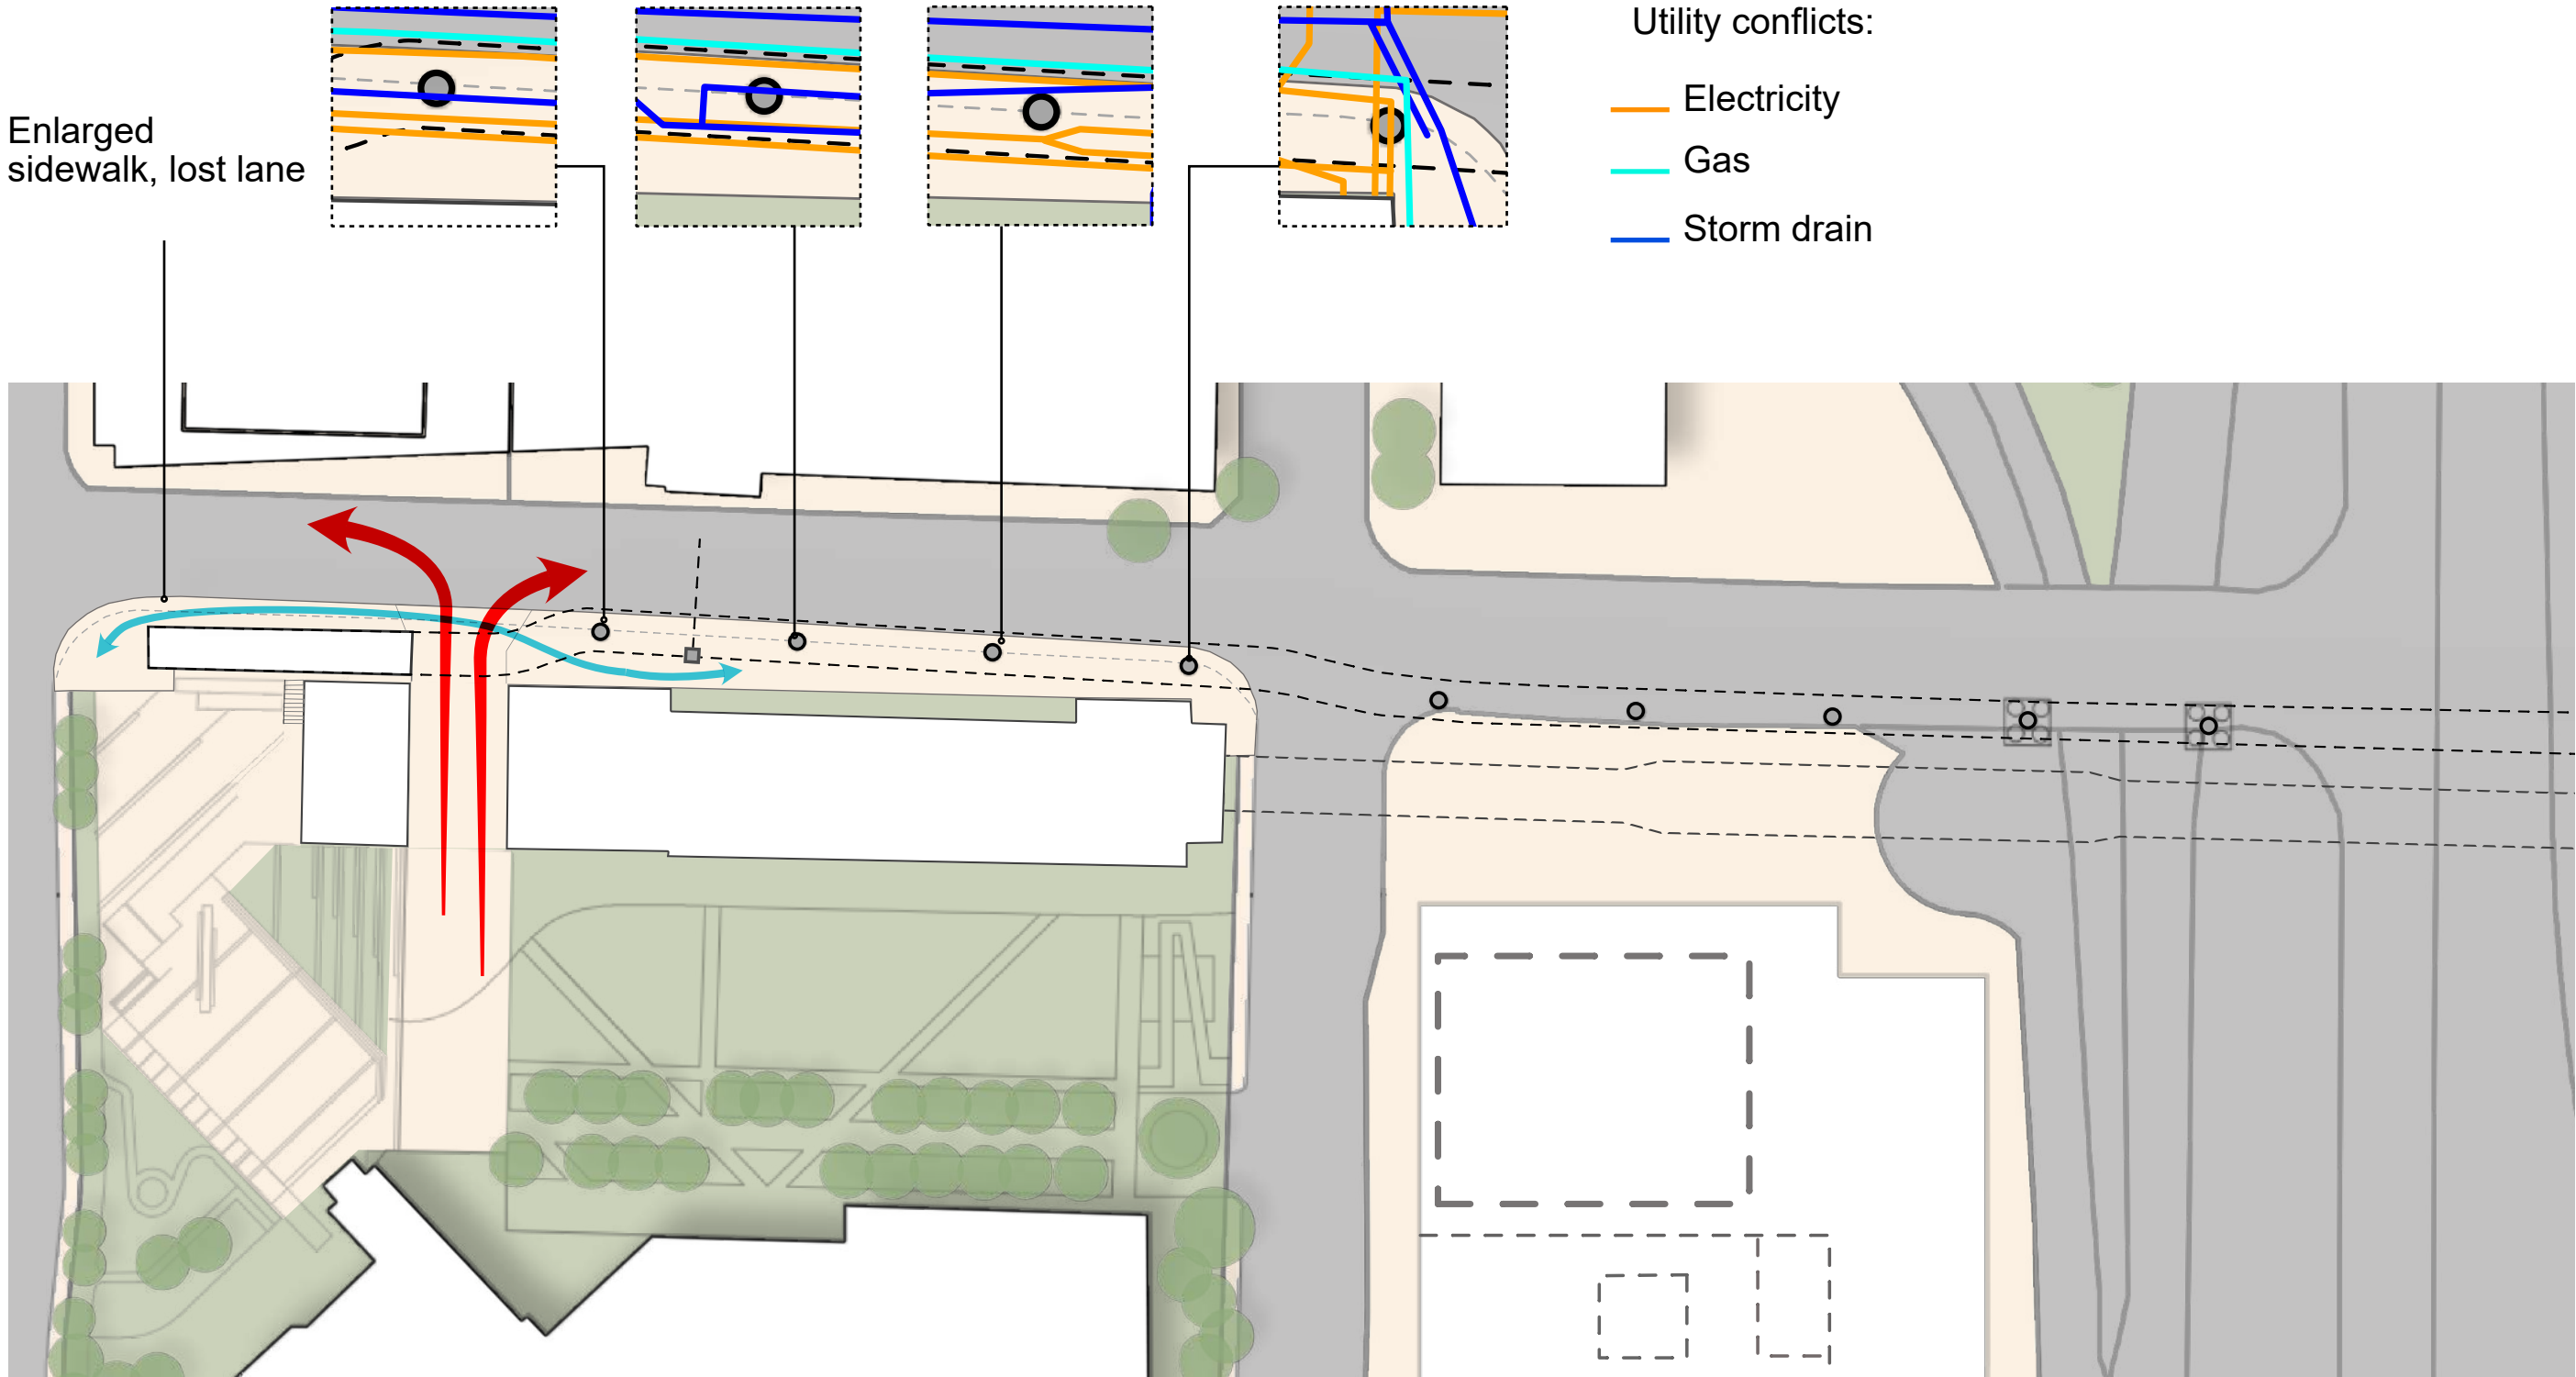 Utility conflicts:
Electricity
Gas
Storm drain
Enlarged
sidewalk, lost lane